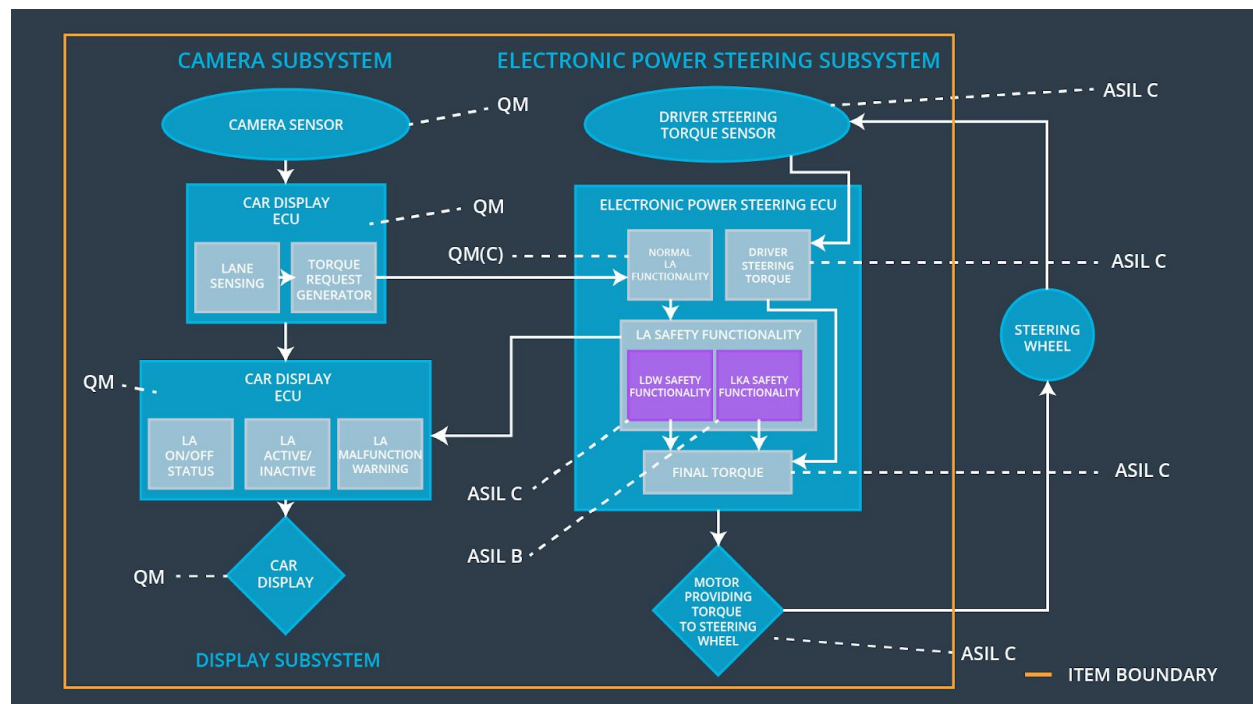 CAMERA SUBSYSTEM
ELECTRONIC POWER STEERING SUBSYSTEM
QM
ASIL C
CAMERA SENSOR
DRIVER STEERING
TORQUE SENSOR
CAR DISPLAY
ECU
QM
LANE
SENSING
TORQUE
REQUEST
GENERATOR
QM(C)
ELECTRONIC POWER STEERING ECU
NORMAL
LA
FUNCTIONALITY
DRIVER
STEERING
TORQUE
ASIL C
LA SAFETY FUNCTIONALITY
LDW SAFETY
FUNCTIONALITY
LKA SAFETY
FUNCTIONALITY
STEERING
WHEEL
QM
CAR DISPLAY
ECU
LA
ON/OFF
STATUS
LA
ACTIVE/
INACTIVE
LA
MALFUNCTION
WARNING
FINAL TORQUE
ASIL C
ASIL C
ASIL B
QM
CAR
DISPLAY
MOTOR
PROVIDING
TORQUE
TO STEERING
WHEEL
ASIL C
DISPLAY SUBSYSTEM
ITEM BOUNDARY